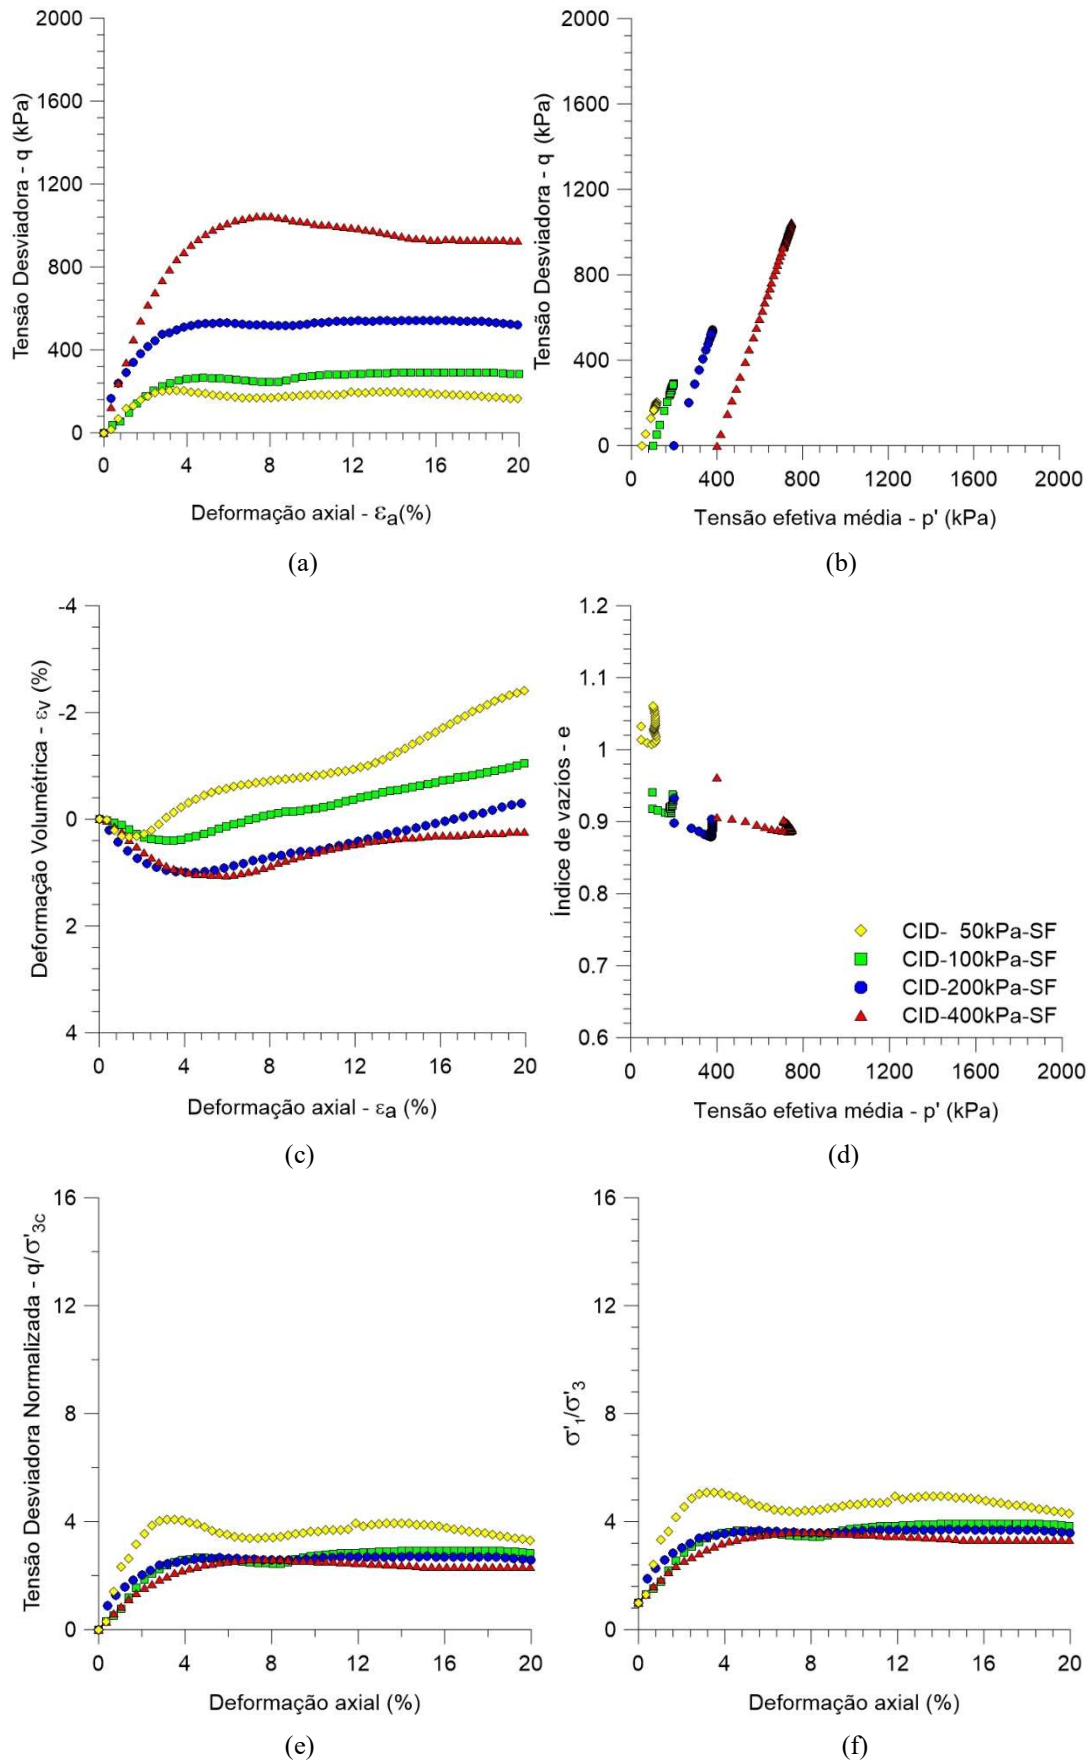 2000
1600
1200
800
400
0
0 4 8 12 16 20
Tensão Desviadora - q (kPa)
Deformação axial - εa(%)
(a)
2000
1600
1200
800
400
0
0 400 800 1200 1600 2000
Tensão Desviadora - q (kPa)
Tensão efetiva média - p' (kPa)
(b)
-4
-2
0
2
4
0 4 8 12 16 20
Deformação Volumétrica - εv (%)
Deformação axial - εa (%)
(c)
1.2
1.1
1
0.9
0.8
0.7
0.6
0 400 800 1200 1600 2000
Índice de vazíos - e
CID- 50kPa-SF
CID-100kPa-SF
CID-200kPa-SF
CID-400kPa-SF
Tensão efetiva média - p' (kPa)
(d)
16
12
8
4
0
0 4 8 12 16 20
Tensão Desviadora Normalizada - q/σ'3c
Deformação axial (%)
(e)
16
12
8
4
0
0 4 8 12 16 20
σ'1/σ'3
Deformação axial (%)
(f)